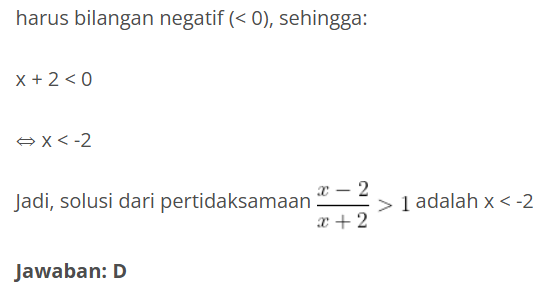 harus bilangan negatif (< 0), sehingga:
x + 2 < 0
⇔ x < -2
Jadi, solusi dari pertidaksamaan \frac{x - 2}{x + 2} > 1 adalah x < -2
Jawaban: D